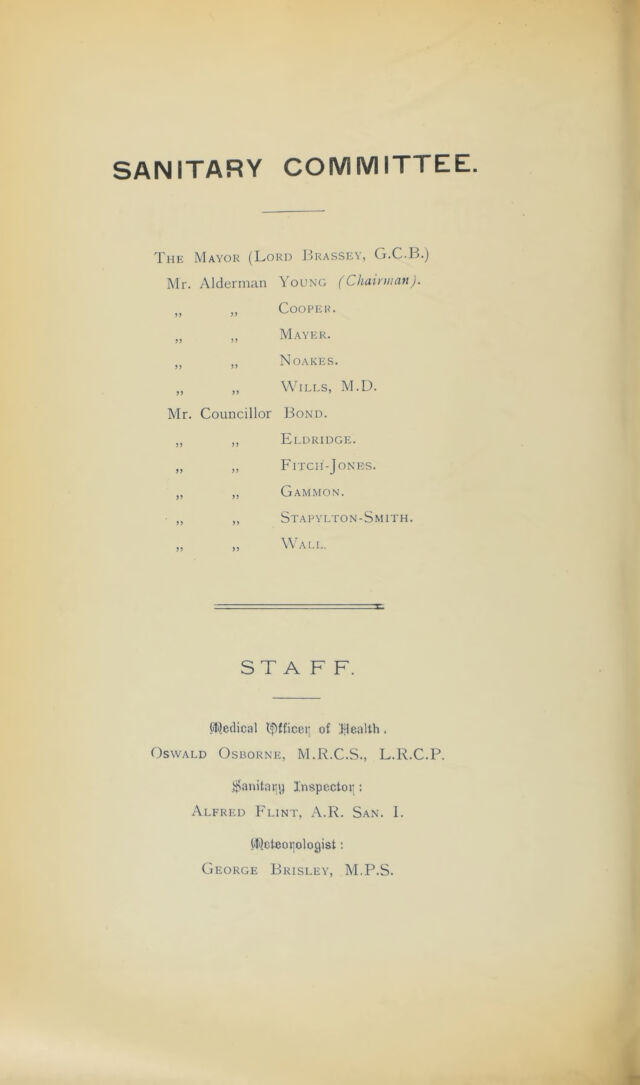 SANITARY COMMITTEE.
THE MAYOR (LORD BRASSEY, G.C.B.)
Mr. Alderman YOUNG (Chairman).
„ „ COOPER.
„ „ MAYER.
„ „ NOAKES.
„ „ WILLS, M.D.
Mr. Councillor BOND.
„ „ ELDRIDGE.
„ „ FITCH-JONES.
„ „ GAMMON.
„ „ STAPYLTON-SMITH.
„ „ WALL.
STAFF.
Medical Officer of Health.
OSWALD OSBORNE, M.R.C.S., L.R.C.P.
Sanitary Inspector:
ALFRED FLINT, A.R. SAN. I.
Meteorologist:
GEORGE BRISLEY, M.P.S.